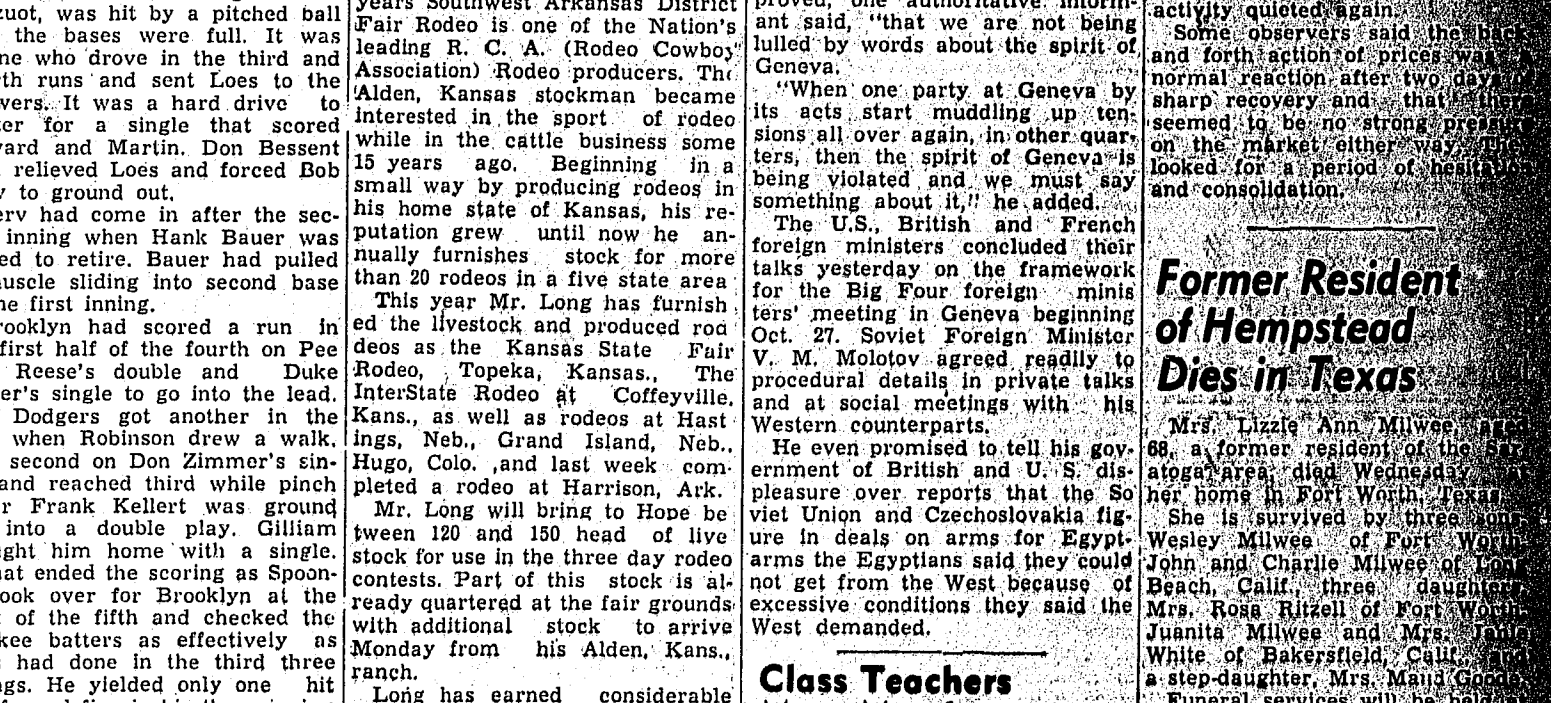 zuot, was hit by a pitched ball
the bases were full. It was
ne who drove in the third and
rth runs and sent Loes to the
wers. It was a hard drive to
ter for a single that scored
ard and Martin. Don Bessent
relieved Loes and forced Bob
y to ground out.
erv had come in after the sec-
inning when Hank Bauer was
ed to retire. Bauer had pulled
uscle sliding into second base
he first inning.
rooklyn had scored a run in
first half of the fourth on Pee
Reese's double and Duke
er's single to go into the lead.
Dodgers got another in the
when Robinson drew a walk,
second on Don Zimmer's sin-
and reached third while pinch
r Frank Kellert was ground
into a double play. Gilliam
ght him home with a single.
hat ended the scoring as Spoon-
ook over for Brooklyn at the
of the fifth and checked the
kee batters as effectively as
had done in the third three
ngs. He yielded only one hit
years Southwest Arkansas District
Fair Rodeo is one of the Nation's
leading R. C. A. (Rodeo Cowboy
Association) Rodeo producers. The
Alden, Kansas stockman became
interested in the sport of rodeo
while in the cattle business some
15 years ago. Beginning in a
small way by producing rodeos in
his home state of Kansas, his re-
putation grew until now he an-
nually furnishes stock for more
than 20 rodeos in a five state area
This year Mr. Long has furnish
ed the livestock and produced rod
deos as the Kansas State Fair
Rodeo, Topeka, Kansas., The
InterState Rodeo at Coffeyville,
Kans., as well as rodeos at Hast
ings, Neb., Grand Island, Neb.,
Hugo, Colo. ,and last week com-
pleted a rodeo at Harrison, Ark.
Mr. Long will bring to Hope be
tween 120 and 150 head of live
stock for use in the three day rodeo
contests. Part of this stock is al-
ready quartered at the fair grounds
with additional stock to arrive
Monday from his Alden, Kans.,
ranch.
Long has earned considerable
proved, one authoritative inform-
ant said, "that we are not being
lulled by words about the spirit of
Geneva.
"When one party at Geneva by
its acts start muddling up ten-
sions all over again, in other quar-
ters, then the spirit of Geneva is
being violated and we must say
something about it," he added.
The U.S., British and French
foreign ministers concluded their
talks yesterday on the framework
for the Big Four foreign minis
ters' meeting in Geneva beginning
Oct. 27. Soviet Foreign Minister
V. M. Molotov agreed readily to
procedural details in private talks
and at social meetings with his
Western counterparts.
He even promised to tell his gov-
ernment of British and U. S. dis-
pleasure over reports that the So
viet Union and Czechoslovakia fig-
ure in deals on arms for Egypt-
arms the Egyptians said they could
not get from the West because of
excessive conditions they said the
West demanded.
Class Teachers
activity quieted again.
Some observers said the back
and forth action of prices was a
normal reaction after two days of
sharp recovery and that there
seemed to be no strong pressure
on the market either way. They
looked for a period of hesitation
and consolidation.
Former Resident
of Hempstead
Dies in Texas
Mrs. Lizzie Ann Milwee, aged
68, a former resident of the Sar
atoga area, died Wednesday at
her home in Fort Worth, Texas.
She is survived by three sons,
Wesley Milwee of Fort Worth,
John and Charlie Milwee of Long
Beach, Calif., three daughters,
Mrs. Rosa Ritzell of Fort Worth,
Juanita Milwee and Mrs. Janie
White of Bakersfield, Calif., and
a step-daughter, Mrs. Maud
Funeral services will be held